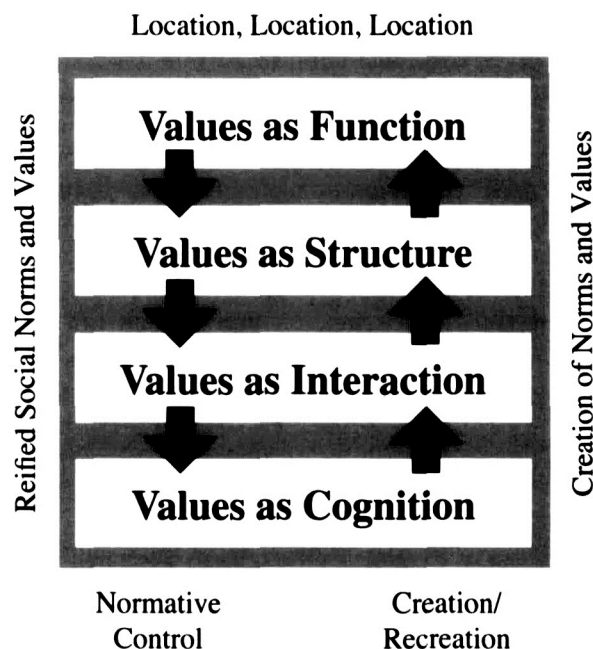 Location, Location, Location
Reified Social Norms and Values
Values as Function
Values as Structure
Values as Interaction
Values as Cognition
Creation of Norms and Values
Normative
Control
Creation/
Recreation